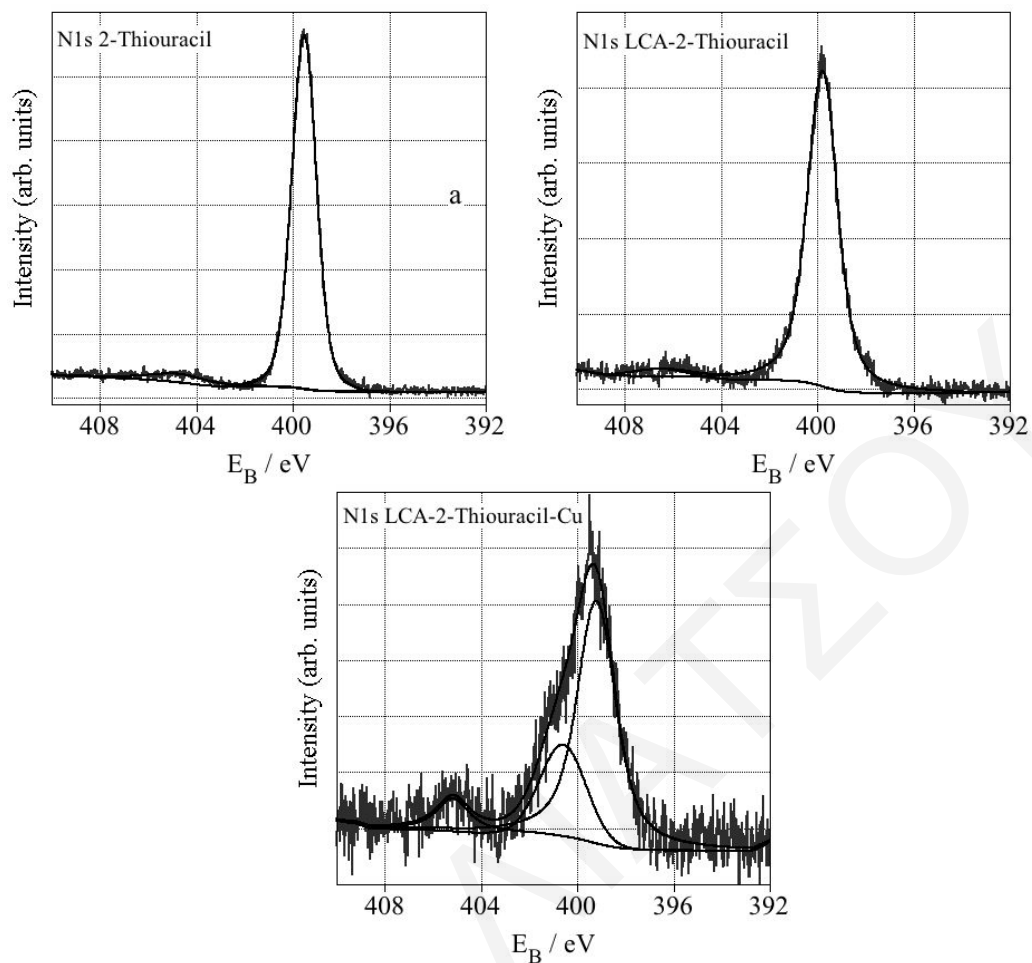 N1s 2-Thiouracil
a
Intensity (arb. units)
408 404 400 396 392
E_B / eV
N1s LCA-2-Thiouracil
Intensity (arb. units)
408 404 400 396 392
E_B / eV
N1s LCA-2-Thiouracil-Cu
Intensity (arb. units)
408 404 400 396 392
E_B / eV